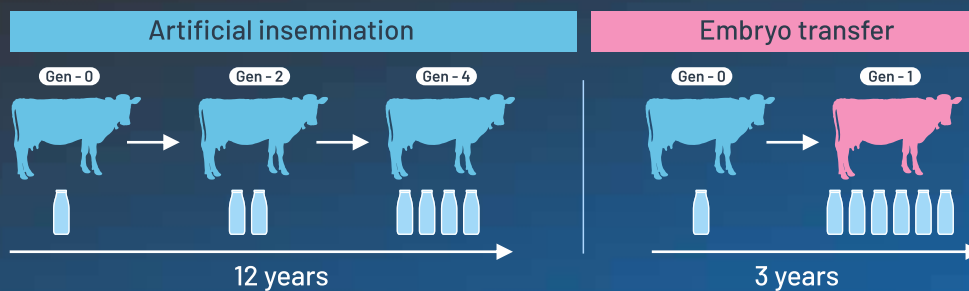 Artificial insemination
Embryo transfer
Gen - 0
Gen - 2
Gen - 4
Gen - 0
Gen - 1
12 years
3 years